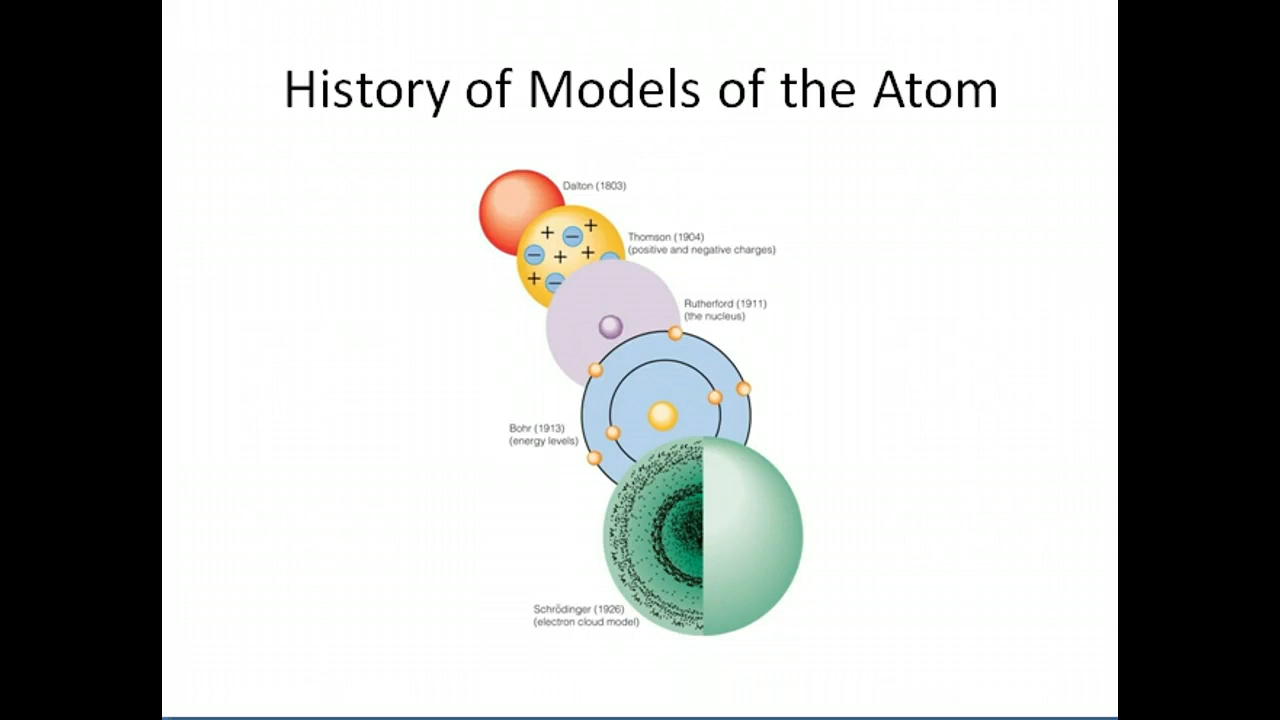 History of Models of the Atom
Dalton (1803)
Thomson (1904)
(positive and negative charges)
Rutherford (1911)
(the nucleus)
Bohr (1913)
(energy levels)
Schrödinger (1926)
(electron cloud model)